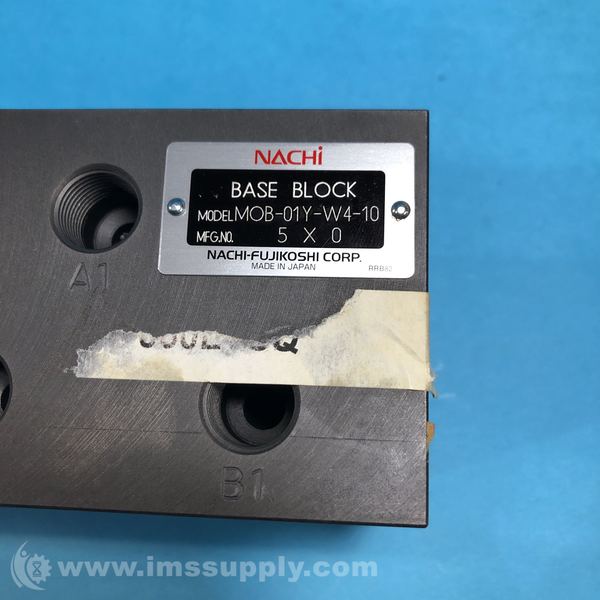 NACHi
BASE BLOCK
MODEL MOB-01Y-W4-10
MFG.NO. 5 X 0
NACHI-FUJIKOSHI CORP.
MADE IN JAPAN RRB82
A1
B1
www.imssupply.com